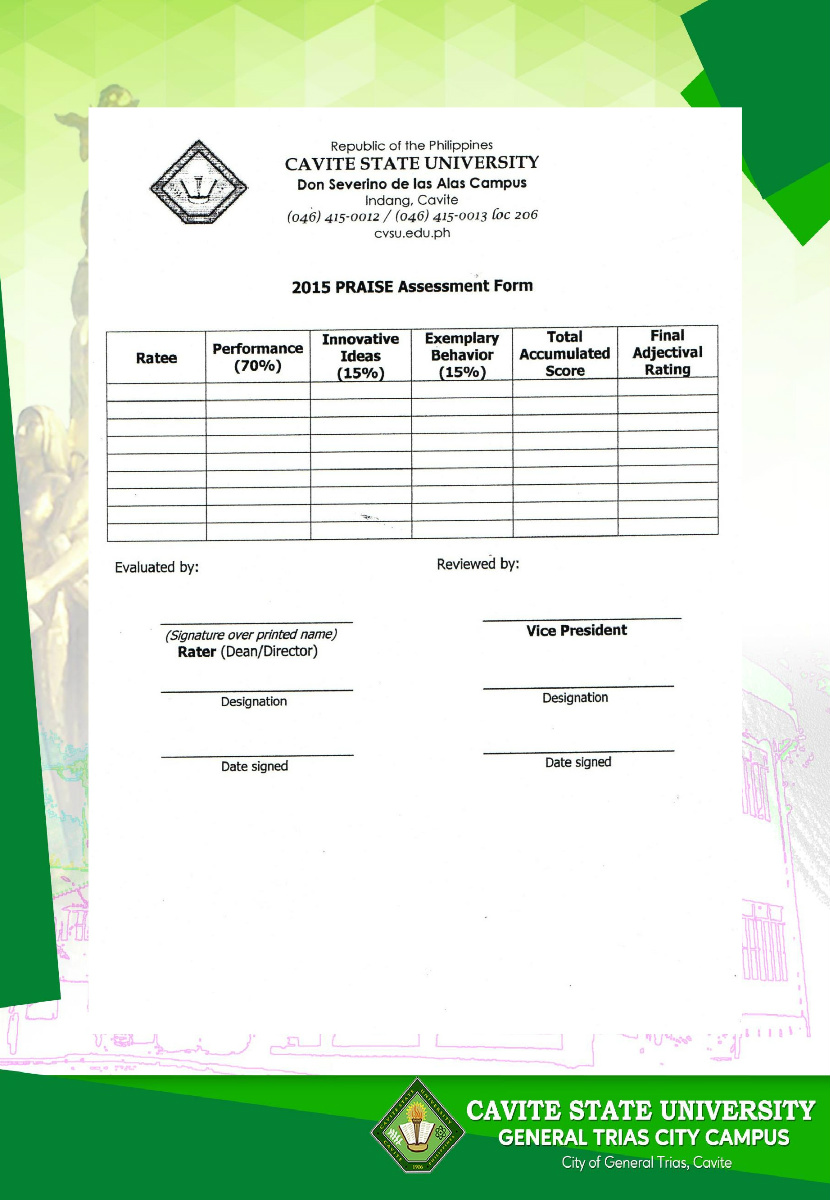 Republic of the Philippines
CAVITE STATE UNIVERSITY
Don Severino de las Alas Campus
Indang, Cavite
(046) 415-0012 / (046) 415-0013 loc 206
cvsu.edu.ph
2015 PRAISE Assessment Form
Ratee
Performance
(70%)
Innovative
Ideas
(15%)
Exemplary
Behavior
(15%)
Total
Accumulated
Score
Final
Adjectival
Rating
Evaluated by:
Reviewed by:
(Signature over printed name)
Rater (Dean/Director)
Vice President
Designation
Designation
Date signed
Date signed
1906
CAVITE STATE UNIVERSITY
GENERAL TRIAS CITY CAMPUS
City of General Trias, Cavite